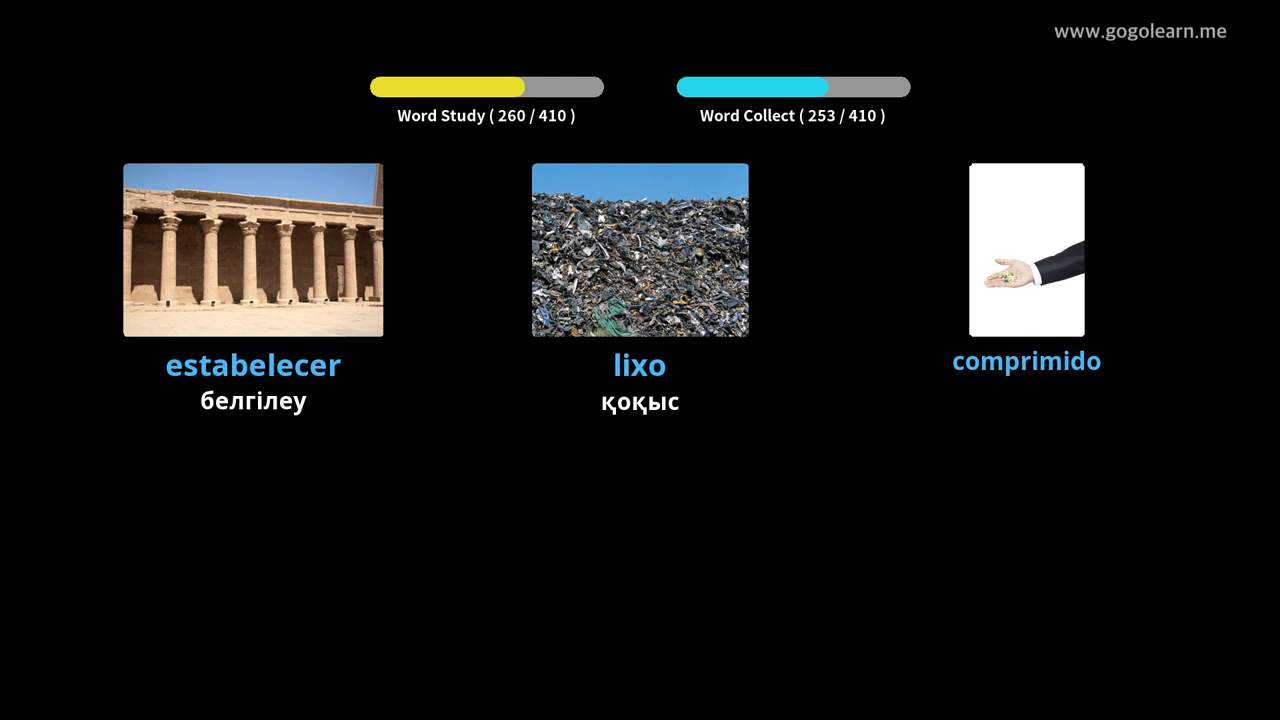 www.gogolearn.me
Word Study ( 260 / 410 )
Word Collect ( 253 / 410 )
estabelecer
белгілеу
lixo
қоқыс
comprimido